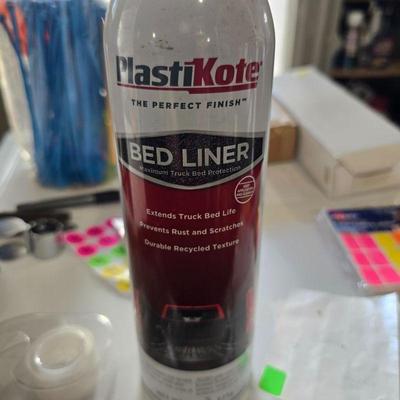 PlastiKote
THE PERFECT FINISH™
BED LINER
Maximum Truck Bed Protection
Extends Truck Bed Life
Prevents Rust and Scratches
Durable Recycled Texture